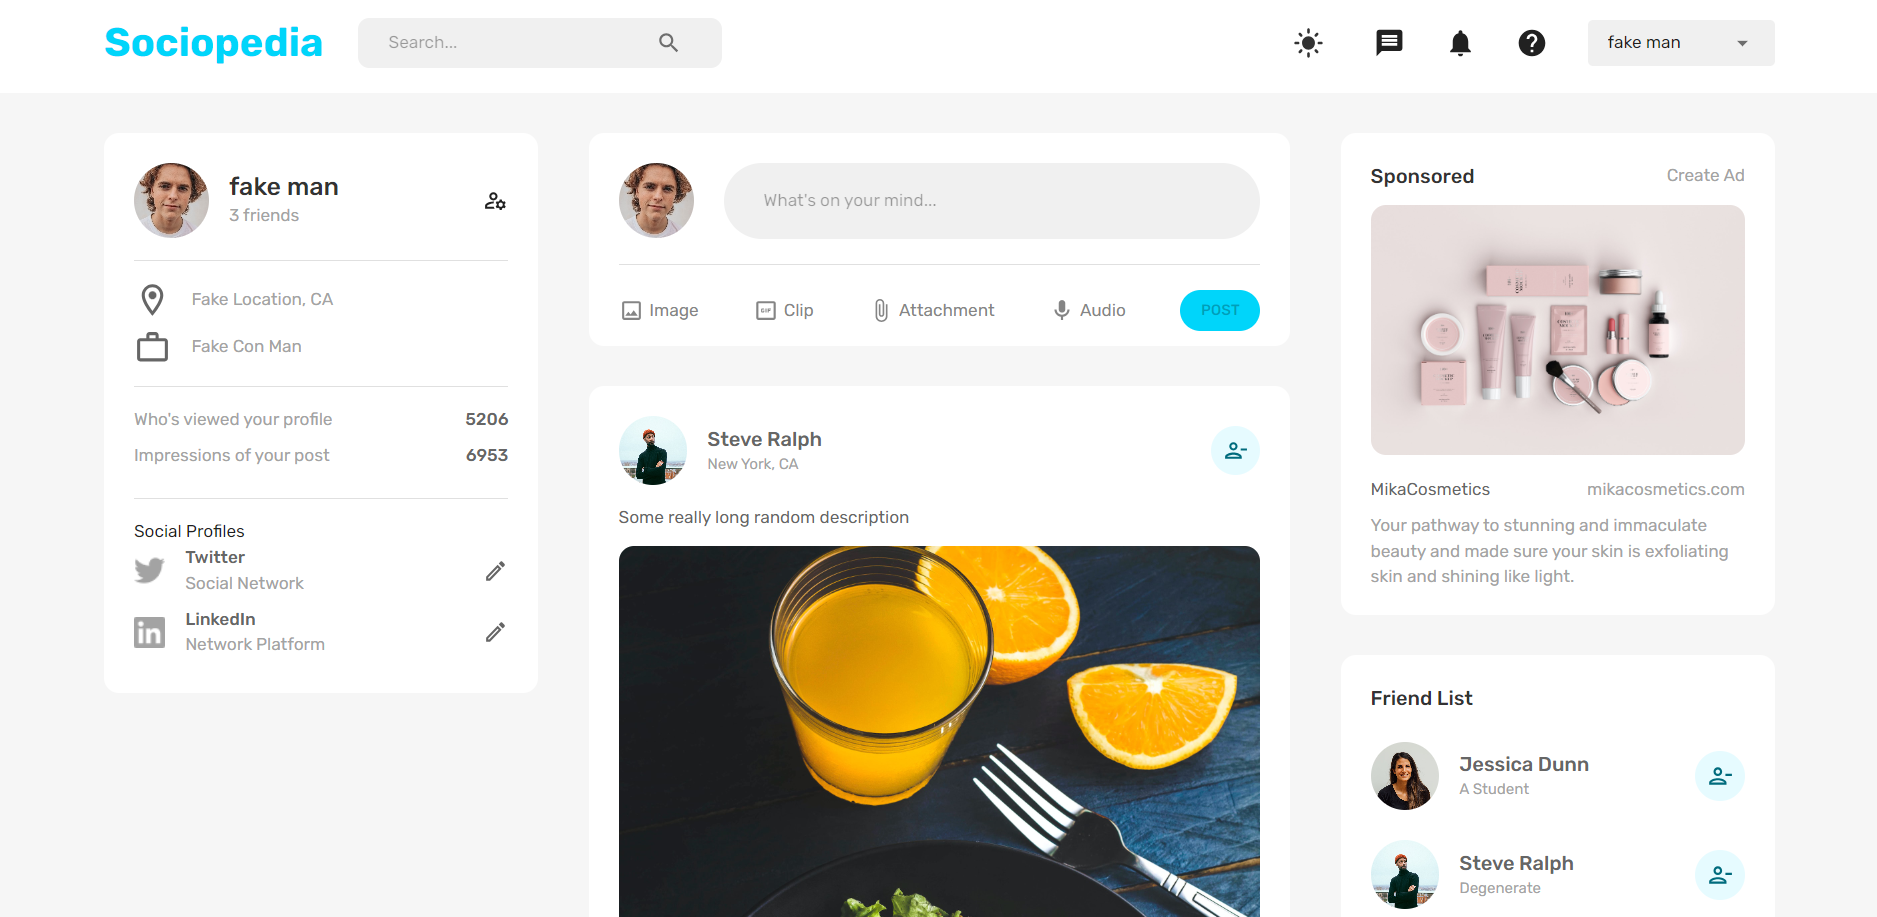 Sociopedia
Search...
fake man
fake man
3 friends
Fake Location, CA
Fake Con Man
Who's viewed your profile 5206
Impressions of your post 6953
Social Profiles
Twitter
Social Network
LinkedIn
Network Platform
What's on your mind...
Image
GIF
Clip
Attachment
Audio
POST
Steve Ralph
New York, CA
Some really long random description
Sponsored
Create Ad
MikaCosmetics
mikacosmetics.com
Your pathway to stunning and immaculate
beauty and made sure your skin is exfoliating
skin and shining like light.
Friend List
Jessica Dunn
A Student
Steve Ralph
Degenerate